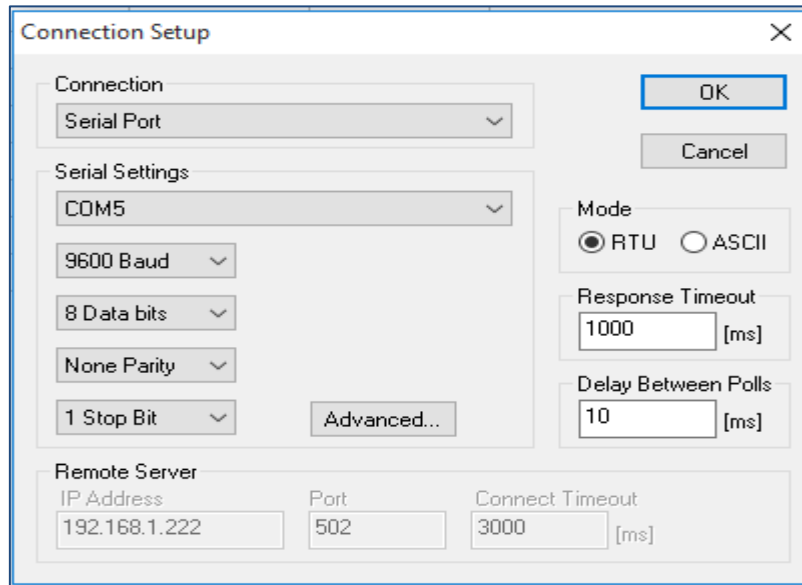 Connection Setup
Connection
Serial Port
OK
Cancel
Serial Settings
COM5
9600 Baud
8 Data bits
None Parity
1 Stop Bit
Advanced...
Mode
RTU ASCII
Response Timeout
1000 [ms]
Delay Between Polls
10 [ms]
Remote Server
IP Address Port Connect Timeout
192.168.1.222 502 3000 [ms]